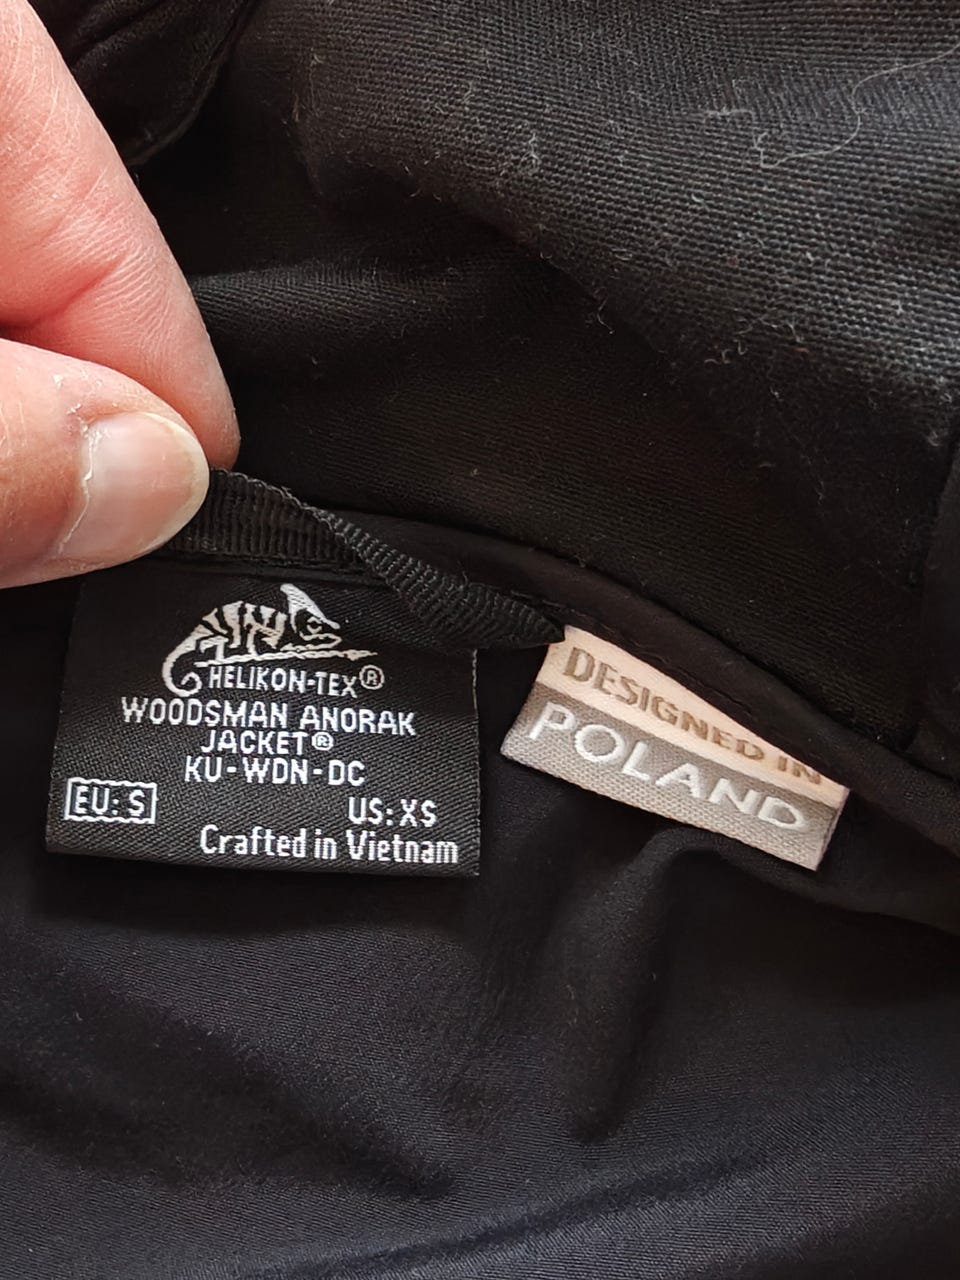 HELIKON-TEX®
WOODSMAN ANORAK
JACKET®
KU-WDN-DC
EU: S
US: XS
Crafted in Vietnam
DESIGNED IN
POLAND